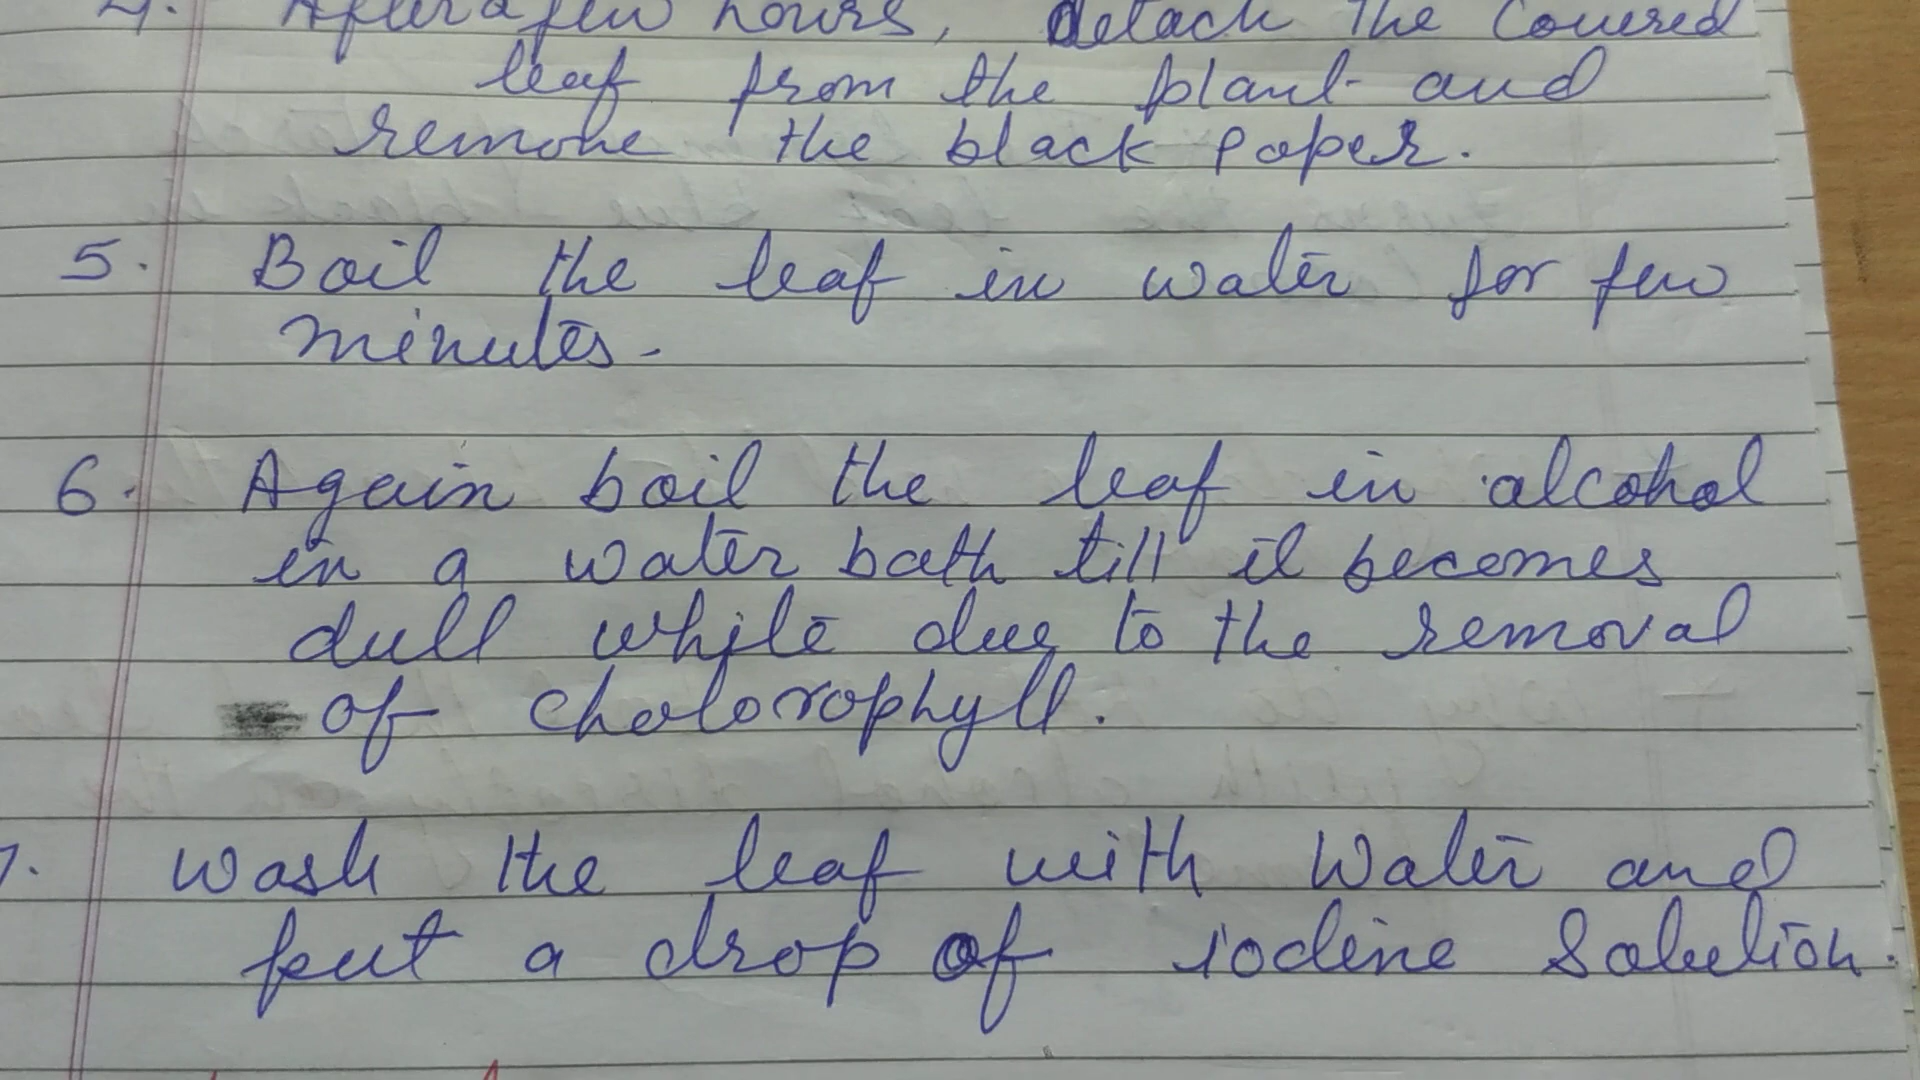 4. After a few hours, detach the covered
leaf from the plant and
remove the black paper.
5. Boil the leaf in water for few
minutes.
6. Again boil the leaf in alcohol
in a water bath till it becomes
dull white due to the removal
of cholorophyll.
7. Wash the leaf with water and
put a drop of iodine solution.